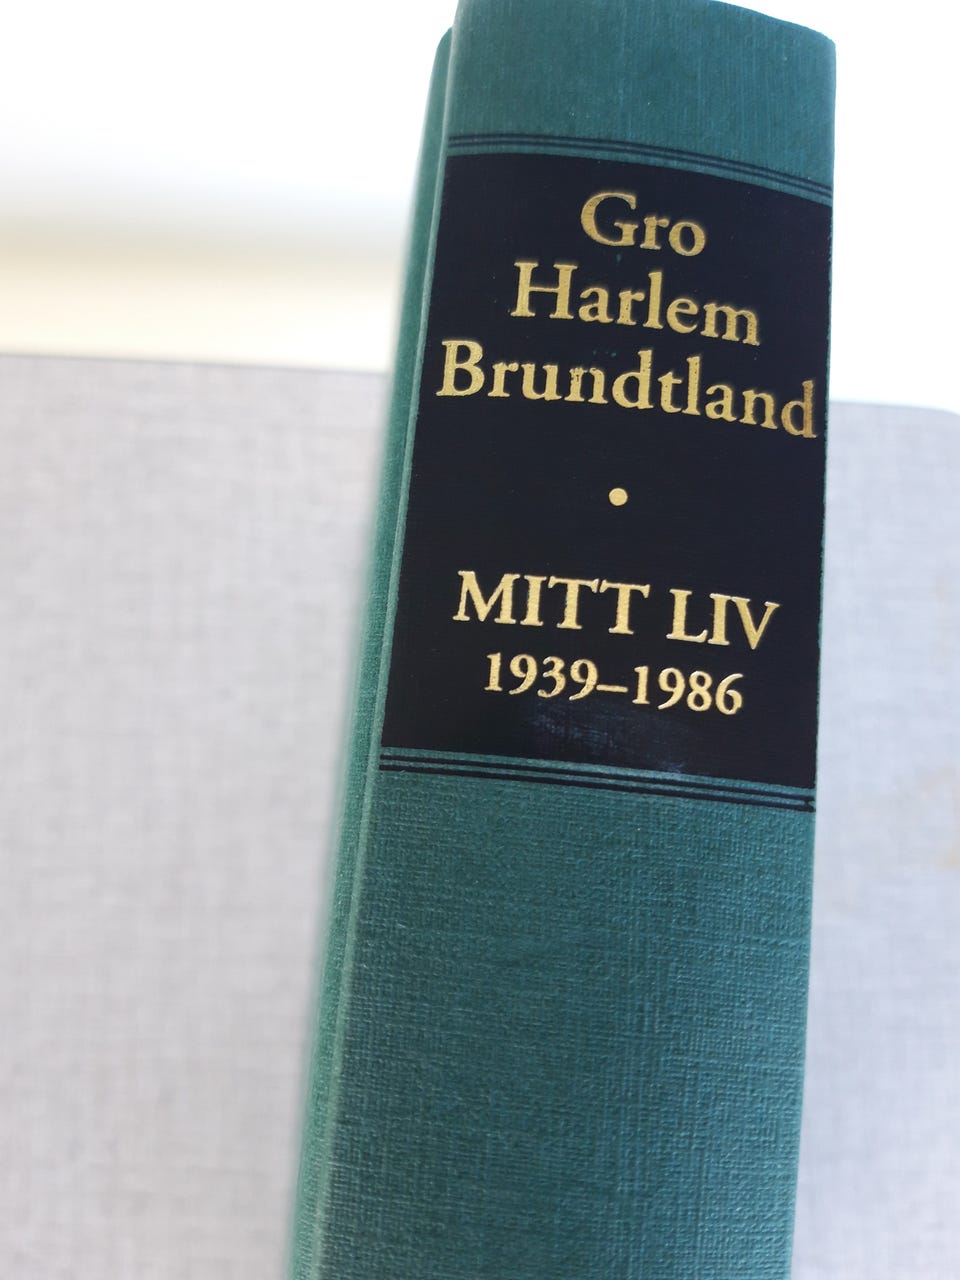 Gro
Harlem
Brundtland
•
MITT LIV
1939–1986